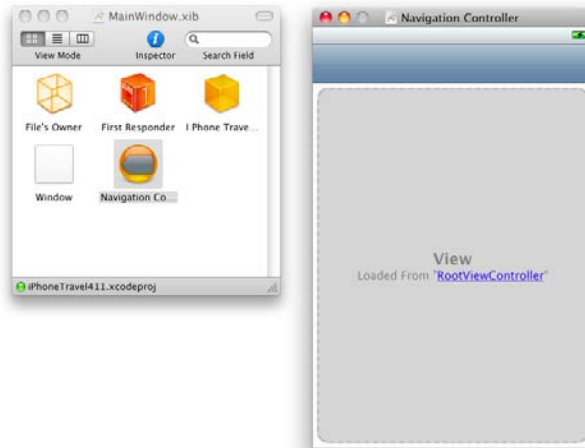 MainWindow.xib
View Mode
Inspector
Search Field
File's Owner
First Responder
I Phone Trave...
Window
Navigation Co...
iPhoneTravel411.xcodeproj
Navigation Controller
View
Loaded From "RootViewController"